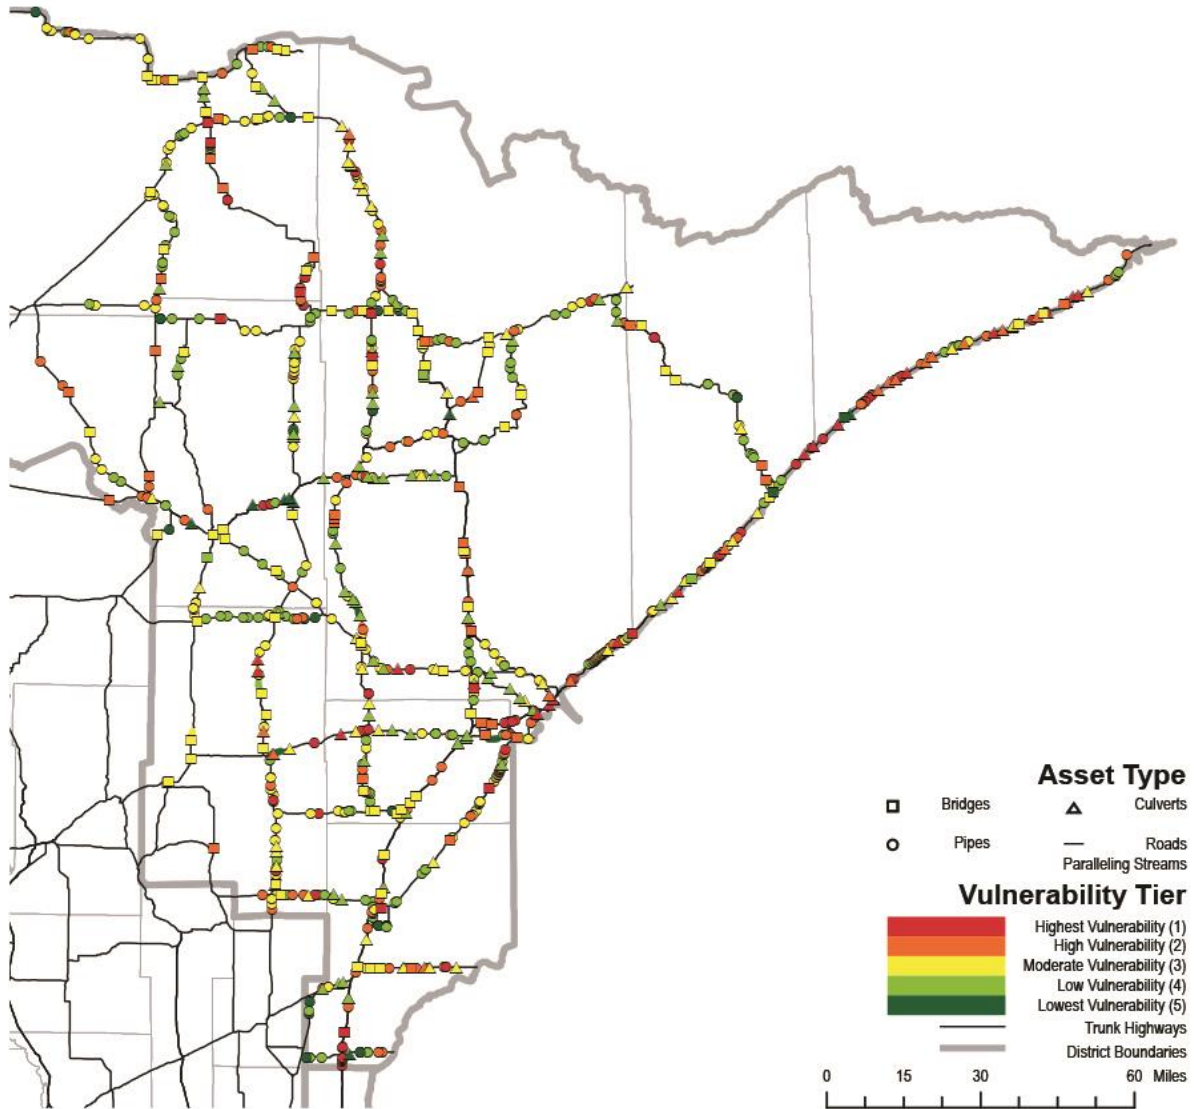 Asset Type
Bridges Culverts
Pipes Roads
Paralleling Streams
Vulnerability Tier
Highest Vulnerability (1)
High Vulnerability (2)
Moderate Vulnerability (3)
Low Vulnerability (4)
Lowest Vulnerability (5)
Trunk Highways
District Boundaries
0 15 30 60 Miles